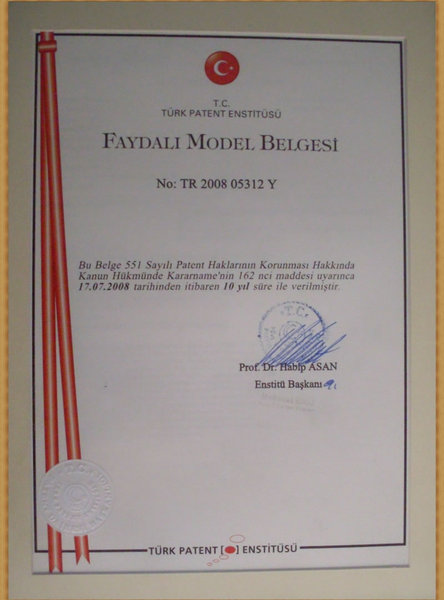 T.C.
TÜRK PATENT ENSTİTÜSÜ
FAYDALI MODEL BELGESİ
No: TR 2008 05312 Y
Bu Belge 551 Sayılı Patent Haklarının Korunması Hakkında
Kanun Hükmünde Kararname'nin 162 nci maddesi uyarınca
17.07.2008 tarihinden itibaren 10 yıl süre ile verilmiştir.
T.C.
Prof. Dr. Habip ASAN
Enstitü Başkanı
T.C.
TÜRK PATENT ENSTİTÜSÜ